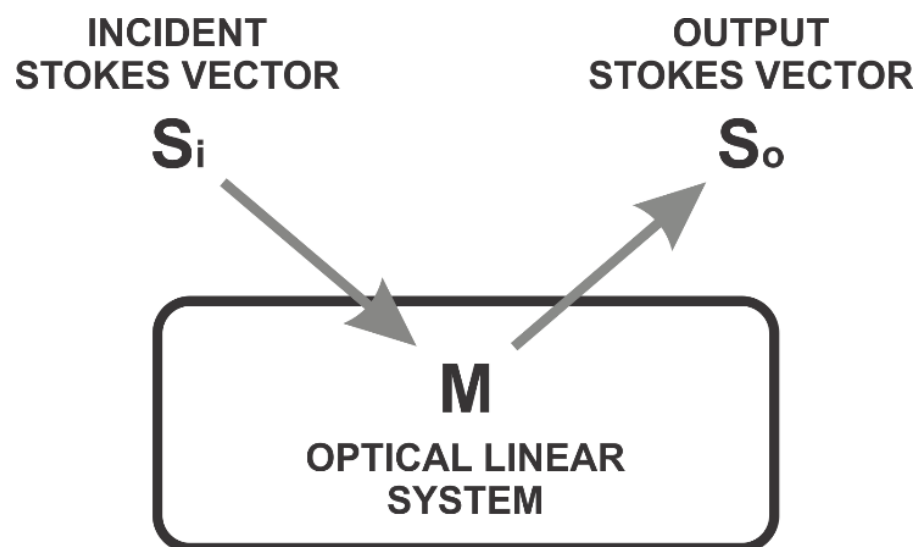 INCIDENT
STOKES VECTOR
Si
OUTPUT
STOKES VECTOR
So
M
OPTICAL LINEAR
SYSTEM